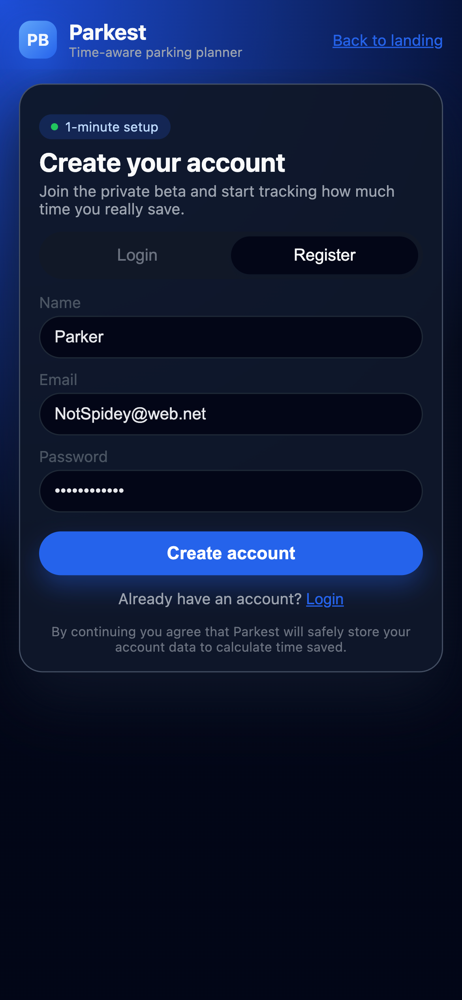 PB
Parkest
Time-aware parking planner
Back to landing
1-minute setup
Create your account
Join the private beta and start tracking how much
time you really save.
Login
Register
Name
Parker
Email
NotSpidey@web.net
Password
••••••••••••
Create account
Already have an account? Login
By continuing you agree that Parkest will safely store your
account data to calculate time saved.